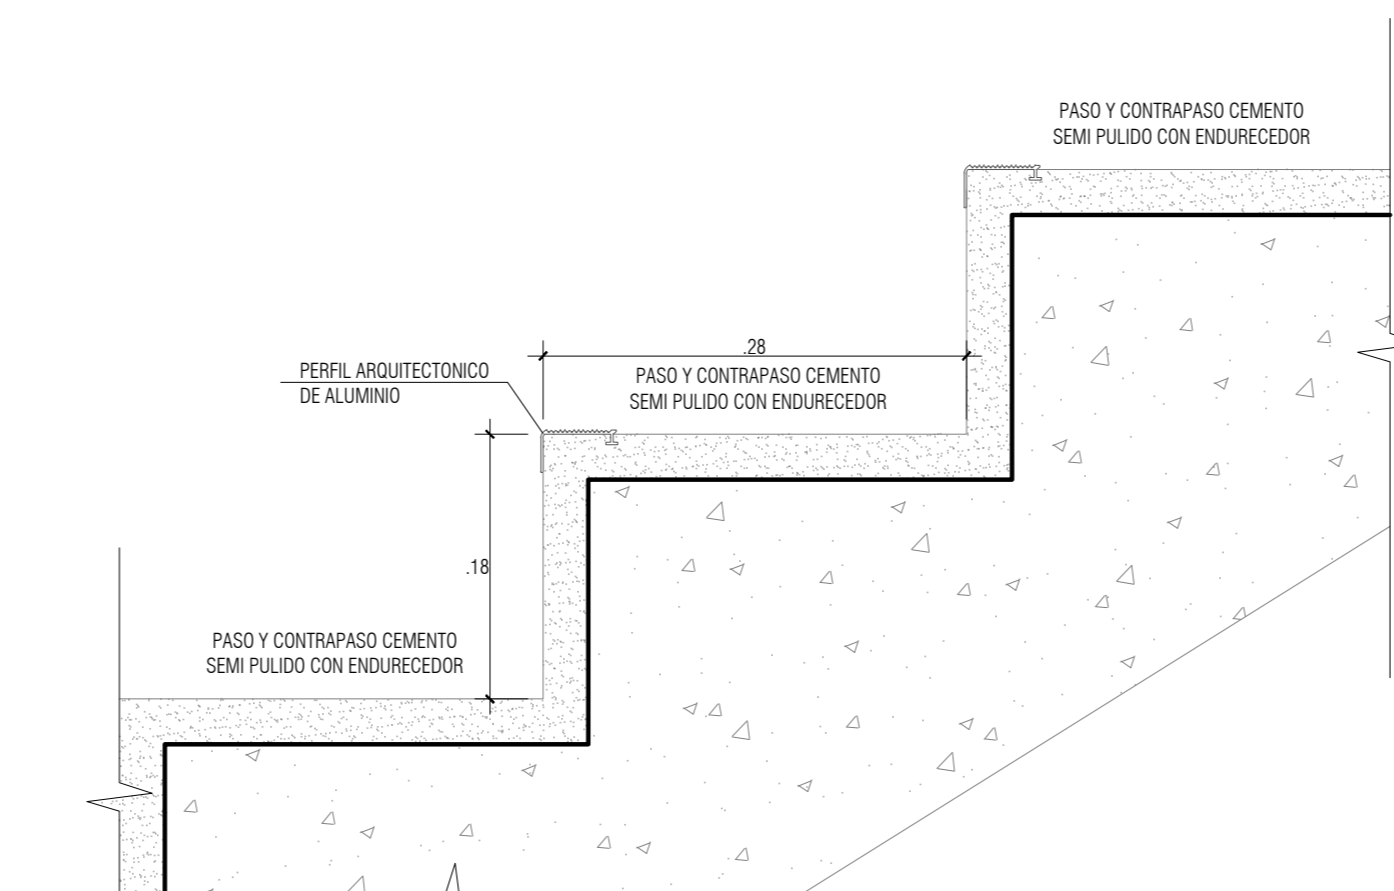 PASO Y CONTRAPASO CEMENTO
SEMI PULIDO CON ENDURECEDOR
.28
PERFIL ARQUITECTONICO
DE ALUMINIO
PASO Y CONTRAPASO CEMENTO
SEMI PULIDO CON ENDURECEDOR
.18
PASO Y CONTRAPASO CEMENTO
SEMI PULIDO CON ENDURECEDOR